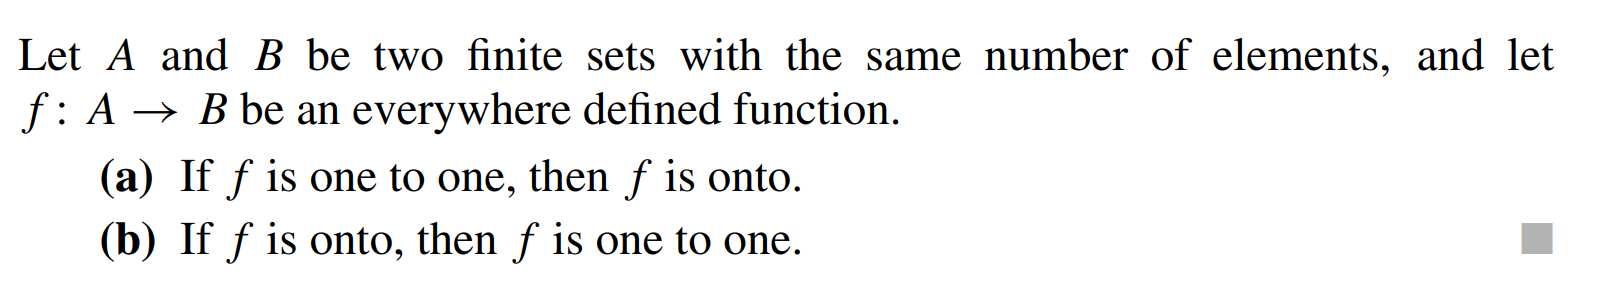 Let A and B be two finite sets with the same number of elements, and let
f : A → B be an everywhere defined function.
(a) If f is one to one, then f is onto.
(b) If f is onto, then f is one to one.